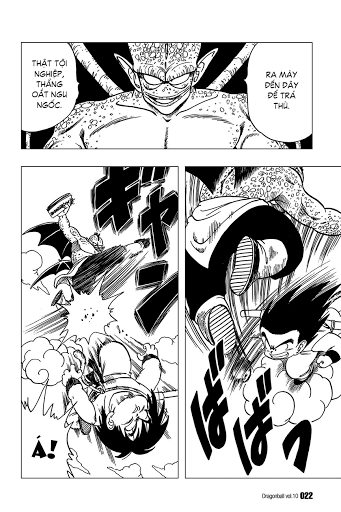 RA MÀY
ĐẾN ĐÂY
ĐỂ TRẢ
THÙ.
THẬT TỘI
NGHIỆP,
THẰNG
OẮT NGU
NGỐC.
ばばっ
ギャン
Á!
Dragonball vol.10 022